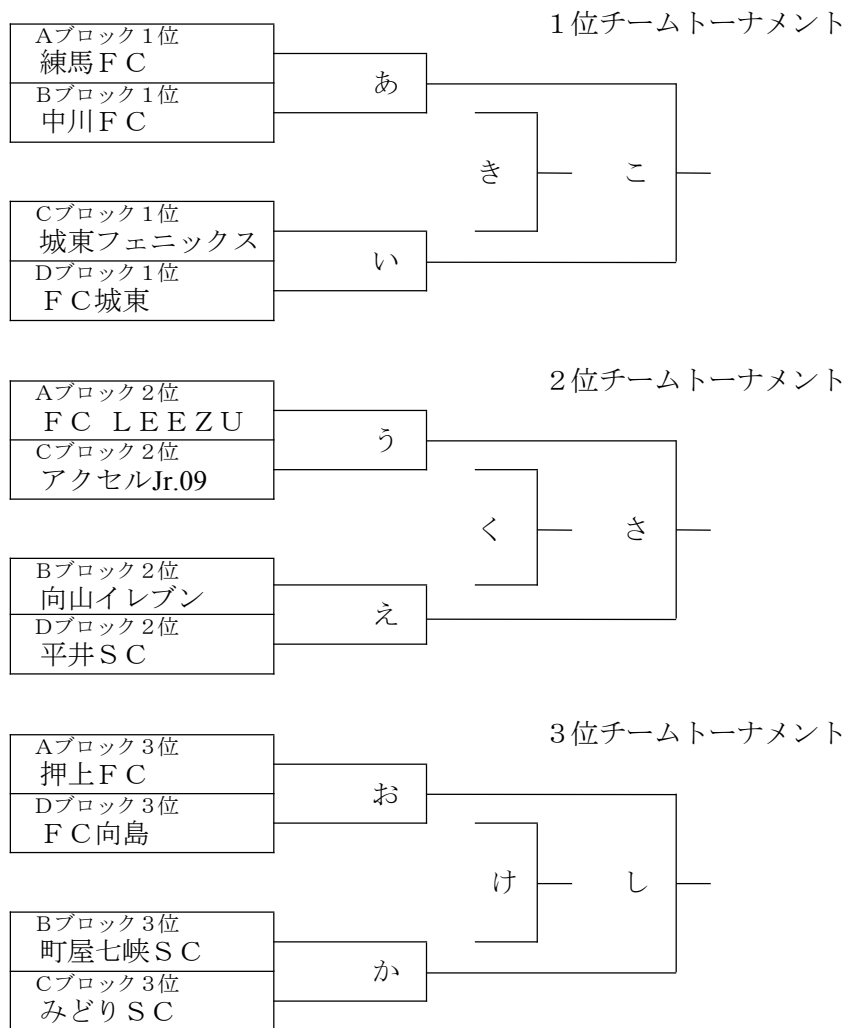 １位チームトーナメント
Ａブロック１位
練馬ＦＣ
Ｂブロック１位
中川ＦＣ
あ
き
こ
Ｃブロック１位
城東フェニックス
Ｄブロック１位
ＦＣ城東
い
２位チームトーナメント
Ａブロック２位
ＦＣ ＬＥＥＺＵ
Ｃブロック２位
アクセルJr.09
う
く
さ
Ｂブロック２位
向山イレブン
Ｄブロック２位
平井ＳＣ
え
３位チームトーナメント
Ａブロック３位
押上ＦＣ
Ｄブロック３位
ＦＣ向島
お
け
し
Ｂブロック３位
町屋七峡ＳＣ
Ｃブロック３位
みどりＳＣ
か